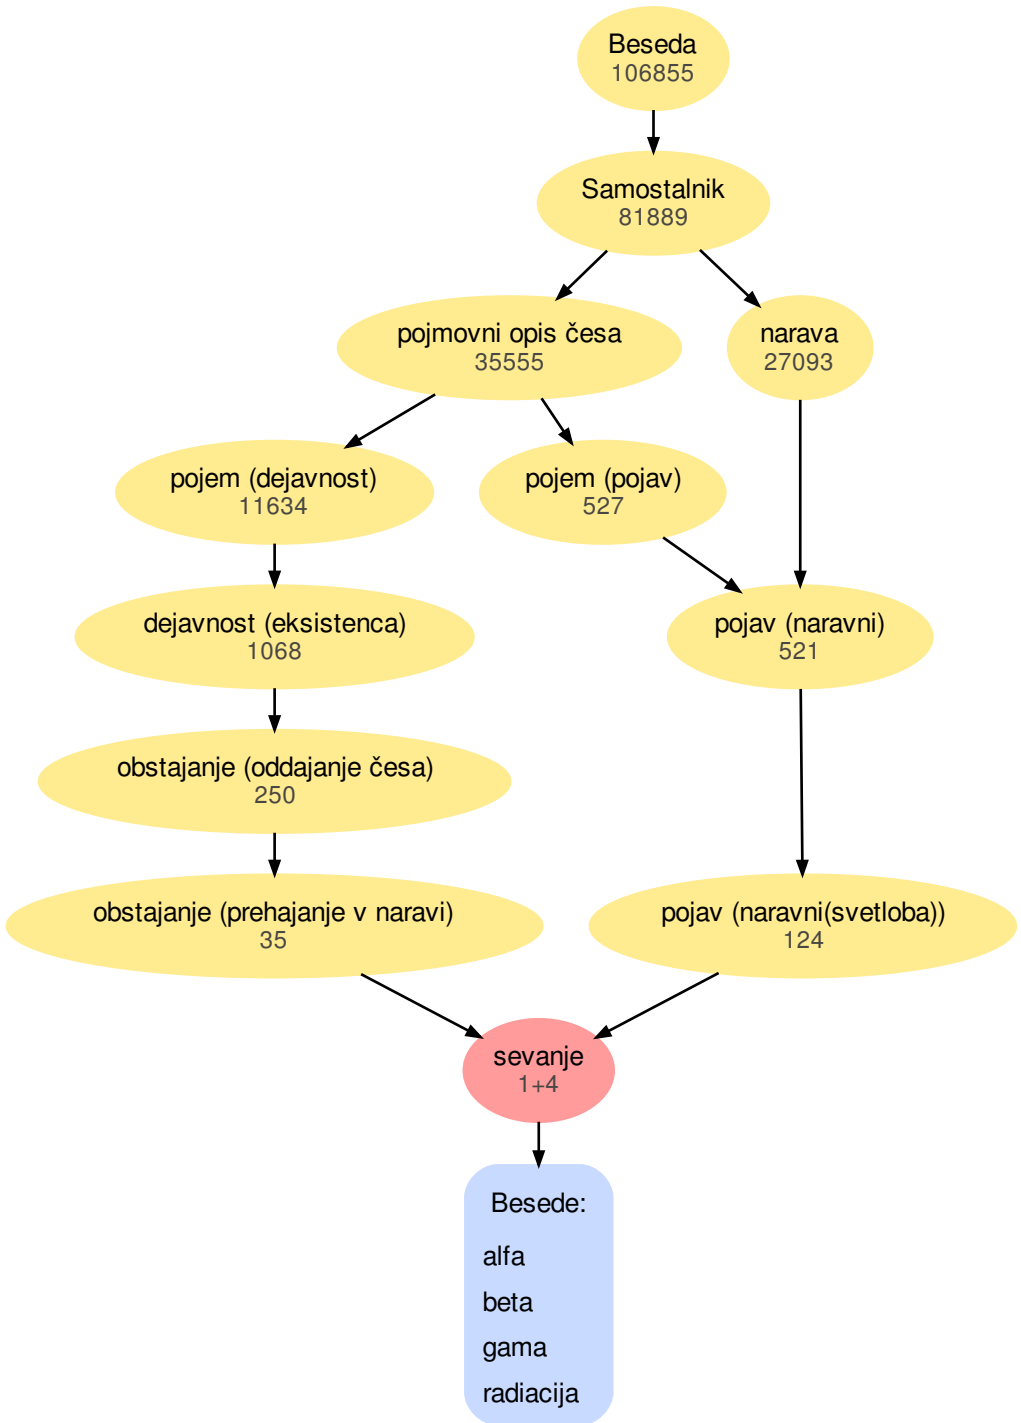 Beseda
106855
Samostalnik
81889
pojmovni opis česa
35555
narava
27093
pojem (dejavnost)
11634
pojem (pojav)
527
dejavnost (eksistenca)
1068
pojav (naravni)
521
obstajanje (oddajanje česa)
250
obstajanje (prehajanje v naravi)
35
pojav (naravni(svetloba))
124
sevanje
1+4
Besede:
alfa
beta
gama
radiacija